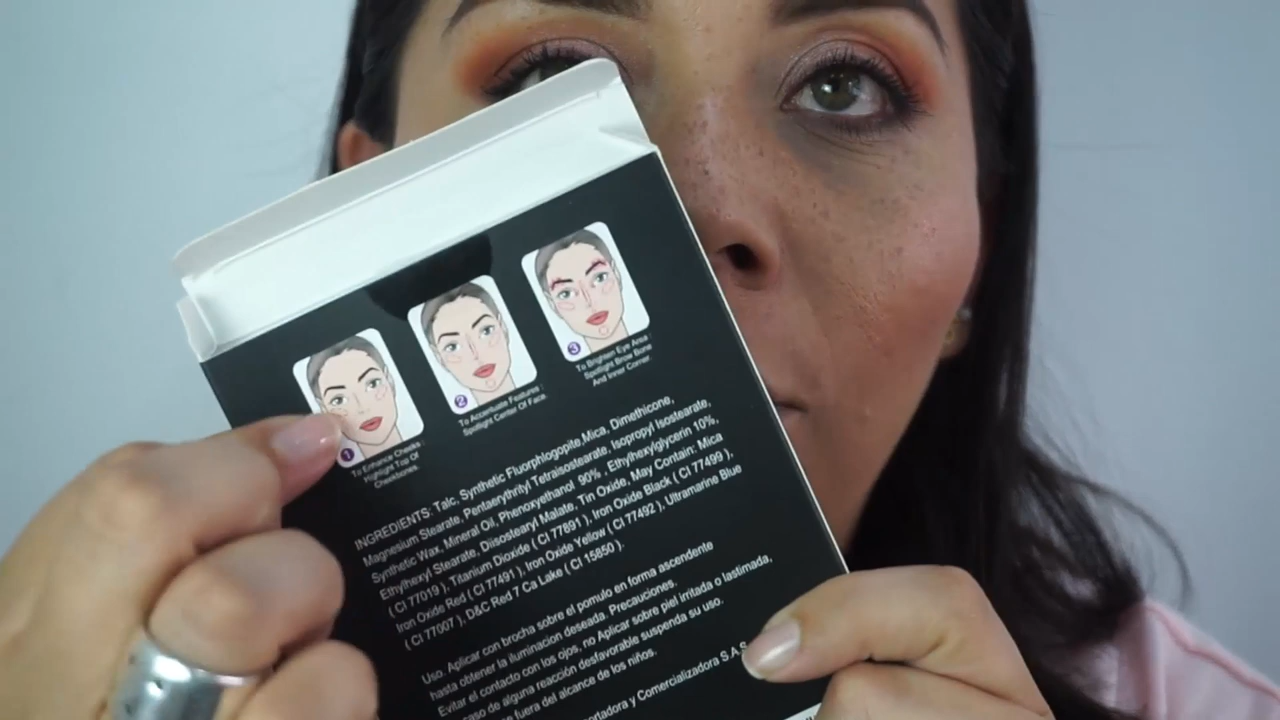 1
To Enhance Cheeks :
Highlight Top Of
Cheekbones.
2
To Accentuate Features :
Spotlight Center Of Face.
3
To Brighten Eye Area :
Spotlight Brow Bone
And Inner Corner.
INGREDIENTS: Talc, Synthetic Fluorphlogopite,Mica, Dimethicone,
Magnesium Stearate, Pentaerythrityl Tetraisostearate, Isopropyl Isostearate,
Synthetic Wax, Mineral Oil, Phenoxyethanol 90% , Ethylhexylglycerin 10%,
Ethylhexyl Stearate, Diisostearyl Malate, Tin Oxide, May Contain: Mica
( CI 77019 ), Titanium Dioxide ( CI 77891 ), Iron Oxide Black ( CI 77499 ),
Iron Oxide Red ( CI 77491 ), Iron Oxide Yellow ( CI 77492 ), Ultramarine Blue
( CI 77007 ), D&C Red 7 Ca Lake ( CI 15850 ).
Uso. Aplicar con brocha sobre el pomulo en forma ascendente
hasta obtener la iluminacion deseada. Precauciones.
Evitar el contacto con los ojos, no Aplicar sobre piel irritada o lastimada,
caso de alguna reacción desfavorable suspenda su uso.
fuera del alcance de los niños.
y Comercializadora S.A.S